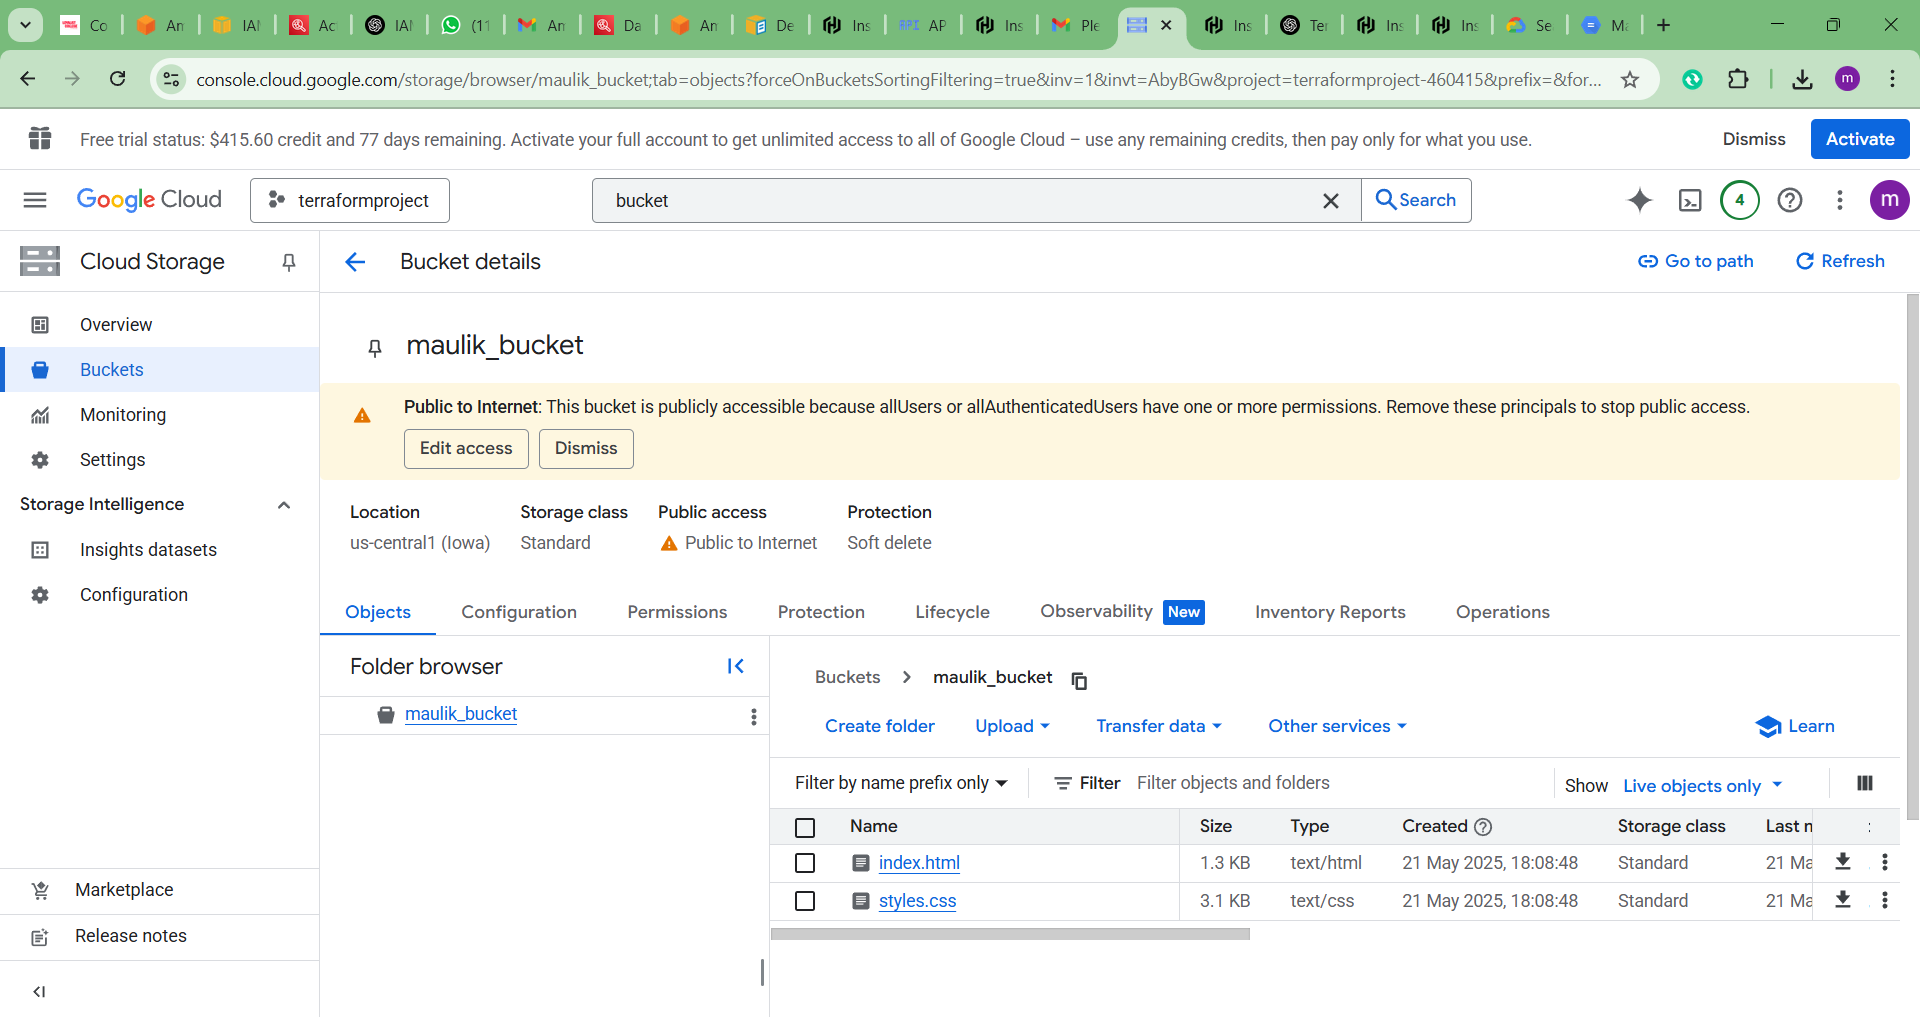 Co
An
IAM
Ac
IAM
(11
An
Da
An
De
Ins
API AP
Ins
Ple
Ins
Ter
Ins
Ins
Se
Ma
console.cloud.google.com/storage/browser/maulik_bucket;tab=objects?forceOnBucketsSortingFiltering=true&inv=1&invt=AbyBGw&project=terraformproject-460415&prefix=&for...
m
Free trial status: $415.60 credit and 77 days remaining. Activate your full account to get unlimited access to all of Google Cloud – use any remaining credits, then pay only for what you use.
Dismiss
Activate
Google Cloud
terraformproject
bucket
Search
4
m
Cloud Storage
Overview
Buckets
Monitoring
Settings
Storage Intelligence
Insights datasets
Configuration
Marketplace
Release notes
Bucket details
Go to path
Refresh
maulik_bucket
Public to Internet: This bucket is publicly accessible because allUsers or allAuthenticatedUsers have one or more permissions. Remove these principals to stop public access.
Edit access
Dismiss
Location
us-central1 (Iowa)
Storage class
Standard
Public access
Public to Internet
Protection
Soft delete
Objects
Configuration
Permissions
Protection
Lifecycle
Observability New
Inventory Reports
Operations
Folder browser
maulik_bucket
Buckets > maulik_bucket
Create folder
Upload
Transfer data
Other services
Learn
Filter by name prefix only
Filter
Filter objects and folders
Show Live objects only
Name Size Type Created Storage class Last m
index.html 1.3 KB text/html 21 May 2025, 18:08:48 Standard 21 Ma
styles.css 3.1 KB text/css 21 May 2025, 18:08:48 Standard 21 Ma